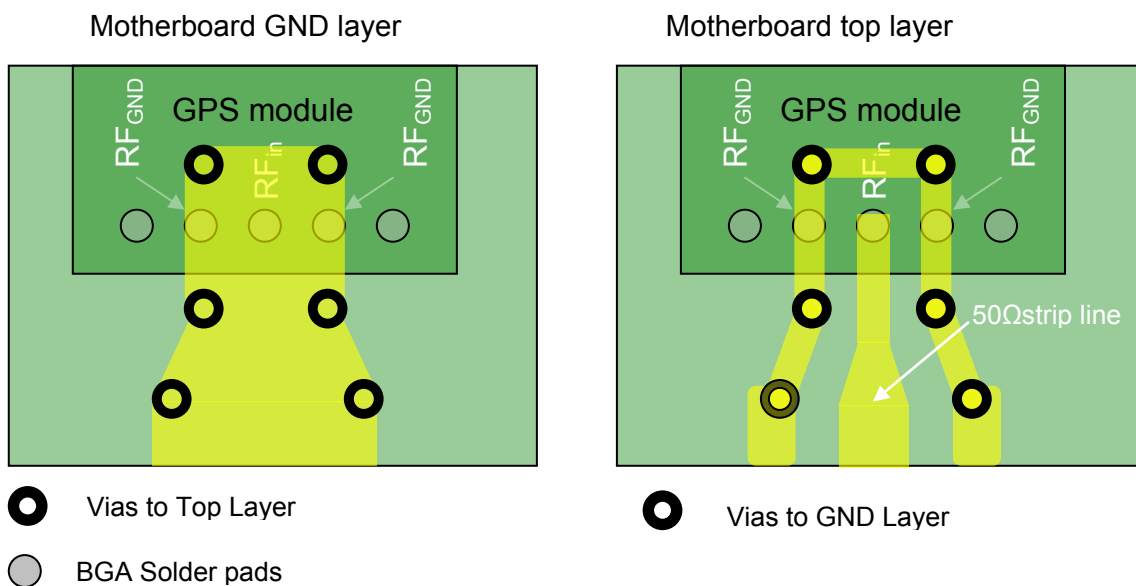 Motherboard GND layer
GPS module
RFGND
RFin
RFGND
Vias to Top Layer
BGA Solder pads
Motherboard top layer
GPS module
RFGND
RFin
RFGND
50Ωstrip line
Vias to GND Layer